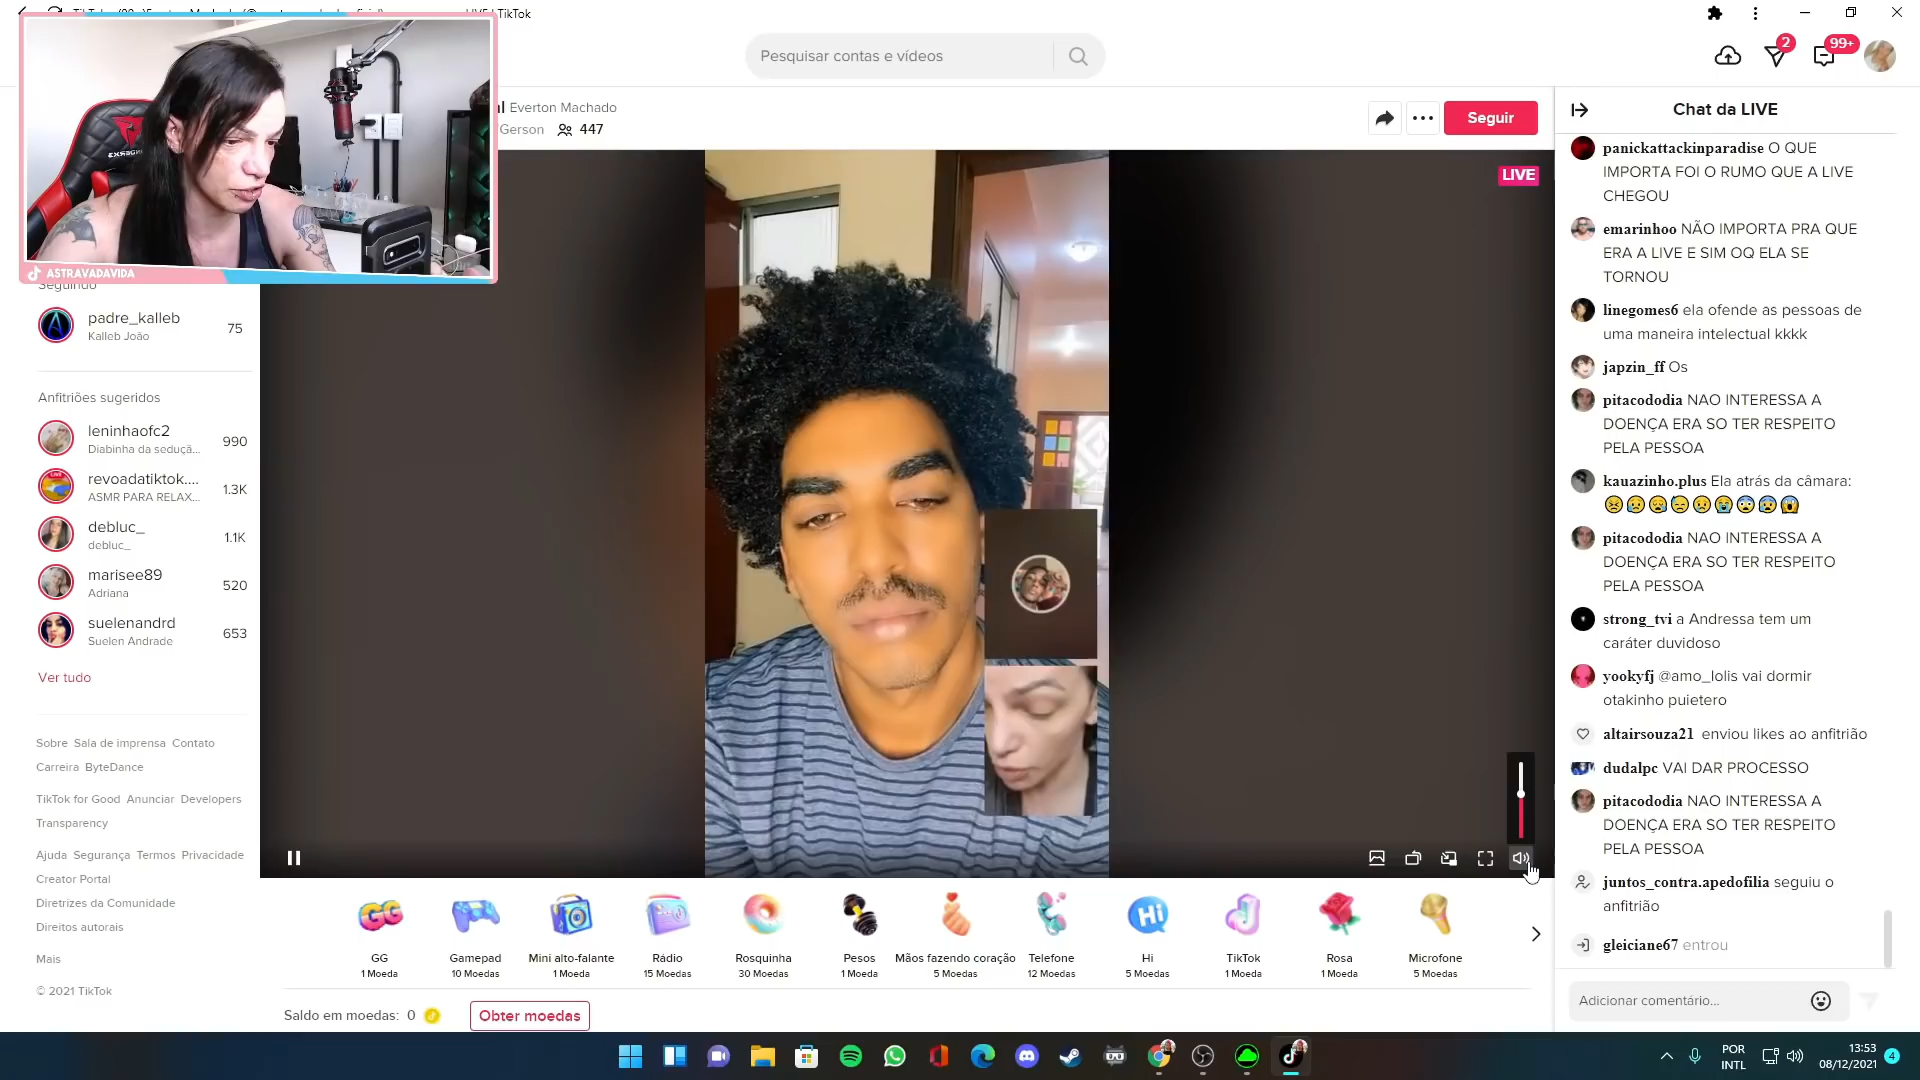 TikTok
Pesquisar contas e vídeos
2
99+
ASTRAVADAVIDA
Everton Machado
Gerson 447
Seguir
LIVE
Seguindo
padre_kalleb
Kalleb João
75
Anfitriões sugeridos
leninhaofc2
Diabinha da seduçã...
990
revoadatiktok....
ASMR PARA RELAX...
1.3K
debluc_
debluc_
1.1K
marisee89
Adriana
520
suelenandrd
Suelen Andrade
653
Ver tudo
Sobre Sala de imprensa Contato
Carreira ByteDance
TikTok for Good Anunciar Developers
Transparency
Ajuda Segurança Termos Privacidade
Creator Portal
Diretrizes da Comunidade
Direitos autorais
Mais
© 2021 TikTok
GG
1 Moeda
Gamepad
10 Moedas
Mini alto-falante
1 Moeda
Rádio
15 Moedas
Rosquinha
30 Moedas
Pesos
1 Moeda
Mãos fazendo coração
5 Moedas
Telefone
12 Moedas
Hi
Hi
5 Moedas
TikTok
1 Moeda
Rosa
1 Moeda
Microfone
5 Moedas
Saldo em moedas: 0
Obter moedas
Chat da LIVE
panickattackinparadise O QUE
IMPORTA FOI O RUMO QUE A LIVE
CHEGOU
emarinhoo NÃO IMPORTA PRA QUE
ERA A LIVE E SIM OQ ELA SE
TORNOU
linegomes6 ela ofende as pessoas de
uma maneira intelectual kkkk
japzin_ff Os
pitacododia NAO INTERESSA A
DOENÇA ERA SO TER RESPEITO
PELA PESSOA
kauazinho.plus Ela atrás da câmara:
😣😥😪😓😢😭😨😰😱
pitacododia NAO INTERESSA A
DOENÇA ERA SO TER RESPEITO
PELA PESSOA
strong_tvi a Andressa tem um
caráter duvidoso
yookyfj @amo_lolis vai dormir
otakinho puietero
altairsouza21 enviou likes ao anfitrião
dudalpc VAI DAR PROCESSO
pitacododia NAO INTERESSA A
DOENÇA ERA SO TER RESPEITO
PELA PESSOA
juntos_contra.apedofilia seguiu o
anfitrião
gleiciane67 entrou
Adicionar comentário...
POR
INTL
13:53
08/12/2021
4